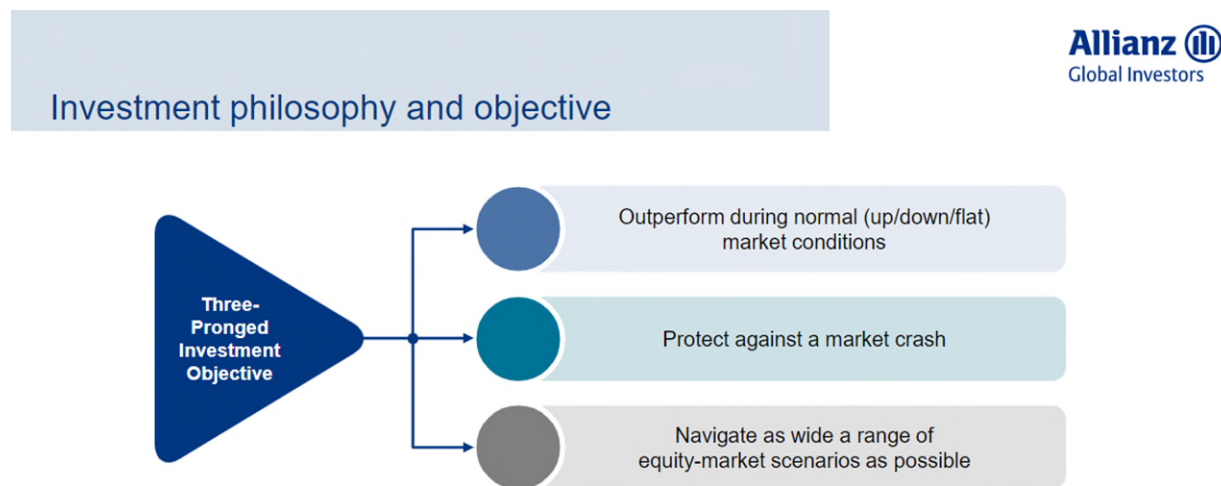 Allianz
Global Investors
Investment philosophy and objective
Three-
Pronged
Investment
Objective
Outperform during normal (up/down/flat)
market conditions
Protect against a market crash
Navigate as wide a range of
equity-market scenarios as possible